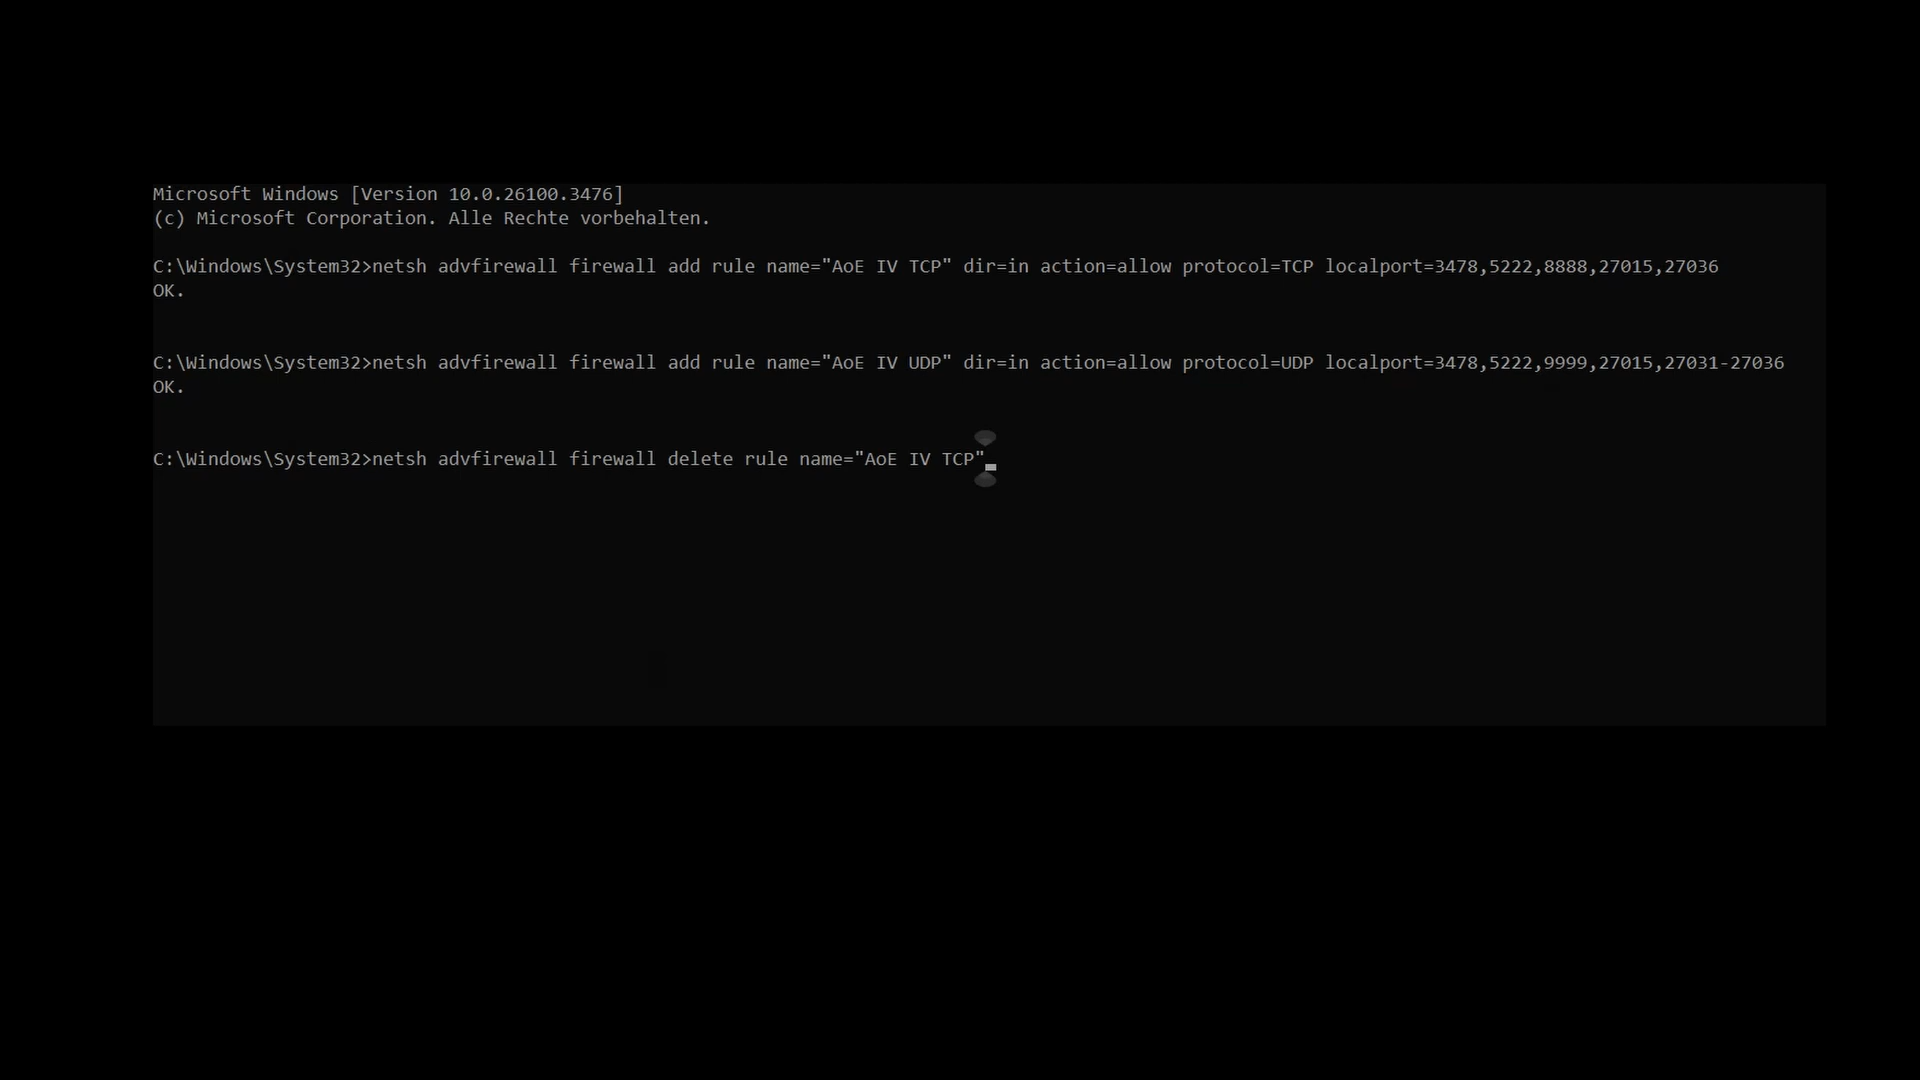 Microsoft Windows [Version 10.0.26100.3476]
(c) Microsoft Corporation. Alle Rechte vorbehalten.
C:\Windows\System32>netsh advfirewall firewall add rule name="AoE IV TCP" dir=in action=allow protocol=TCP localport=3478,5222,8888,27015,27036
OK.
C:\Windows\System32>netsh advfirewall firewall add rule name="AoE IV UDP" dir=in action=allow protocol=UDP localport=3478,5222,9999,27015,27031-27036
OK.
C:\Windows\System32>netsh advfirewall firewall delete rule name="AoE IV TCP"